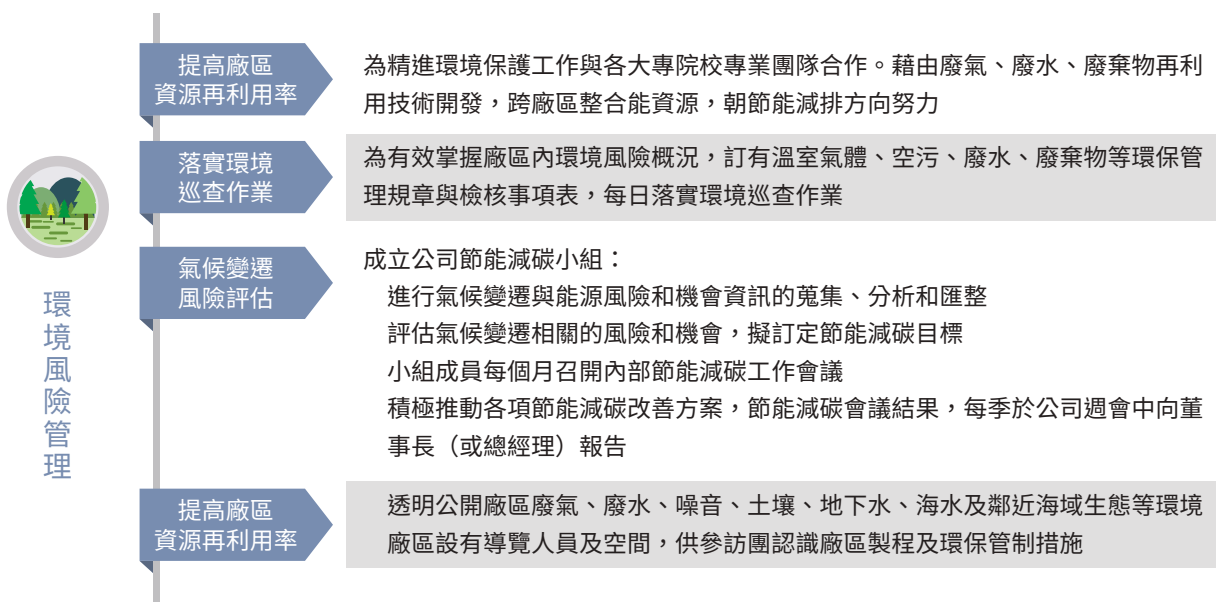 環境風險管理
提高廠區
資源再利用率
為精進環境保護工作與各大專院校專業團隊合作。藉由廢氣、廢水、廢棄物再利
用技術開發，跨廠區整合能資源，朝節能減排方向努力
落實環境
巡查作業
為有效掌握廠區內環境風險概況，訂有溫室氣體、空污、廢水、廢棄物等環保管
理規章與檢核事項表，每日落實環境巡查作業
氣候變遷
風險評估
成立公司節能減碳小組：
進行氣候變遷與能源風險和機會資訊的蒐集、分析和匯整
評估氣候變遷相關的風險和機會，擬訂定節能減碳目標
小組成員每個月召開內部節能減碳工作會議
積極推動各項節能減碳改善方案，節能減碳會議結果，每季於公司週會中向董
事長（或總經理）報告
提高廠區
資源再利用率
透明公開廠區廢氣、廢水、噪音、土壤、地下水、海水及鄰近海域生態等環境
廠區設有導覽人員及空間，供參訪團認識廠區製程及環保管制措施